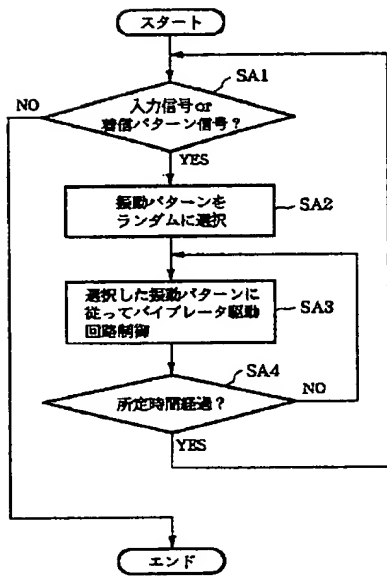 スタート
SA1
NO
入力信号or
着信パターン信号？
YES
振動パターンを
ランダムに選択
SA2
選択した振動パターンに
従ってバイブレータ駆動
回路制御
SA3
SA4
所定時間経過？
NO
YES
エンド